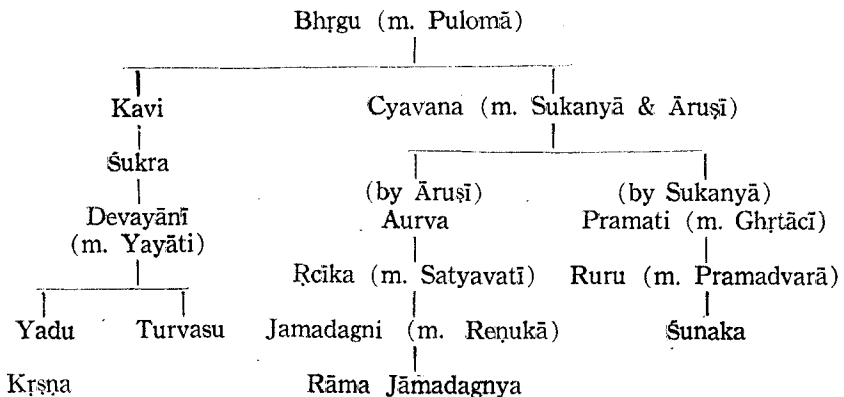 Bhṛgu (m. Pulomā)
Kavi Cyavana (m. Sukanyā & Āruṣī)
Śukra (by Āruṣī) (by Sukanyā)
Devayānī Aurva Pramati (m. Ghṛtācī)
(m. Yayāti)
Ṛcīka (m. Satyavatī) Ruru (m. Pramadvarā)
Yadu Turvasu Jamadagni (m. Reṇukā) Śunaka
Kṛṣṇa Rāma Jāmadagnya